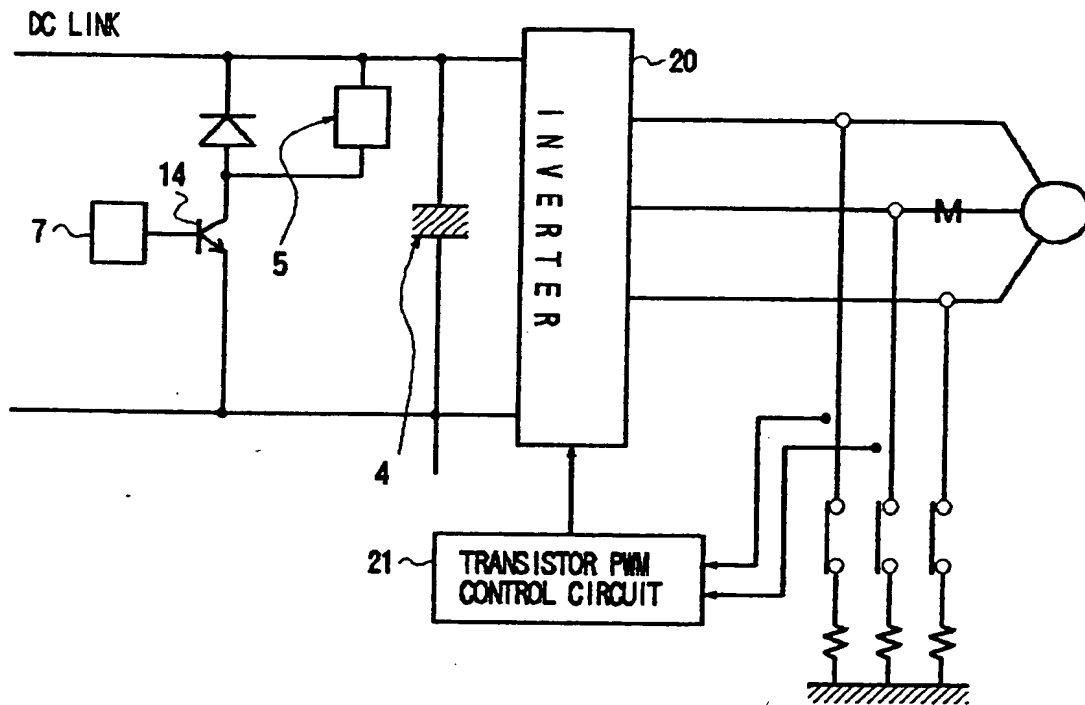 DC LINK
20
INVERTER
14
7
5
M
4
21
TRANSISTOR PWM
CONTROL CIRCUIT